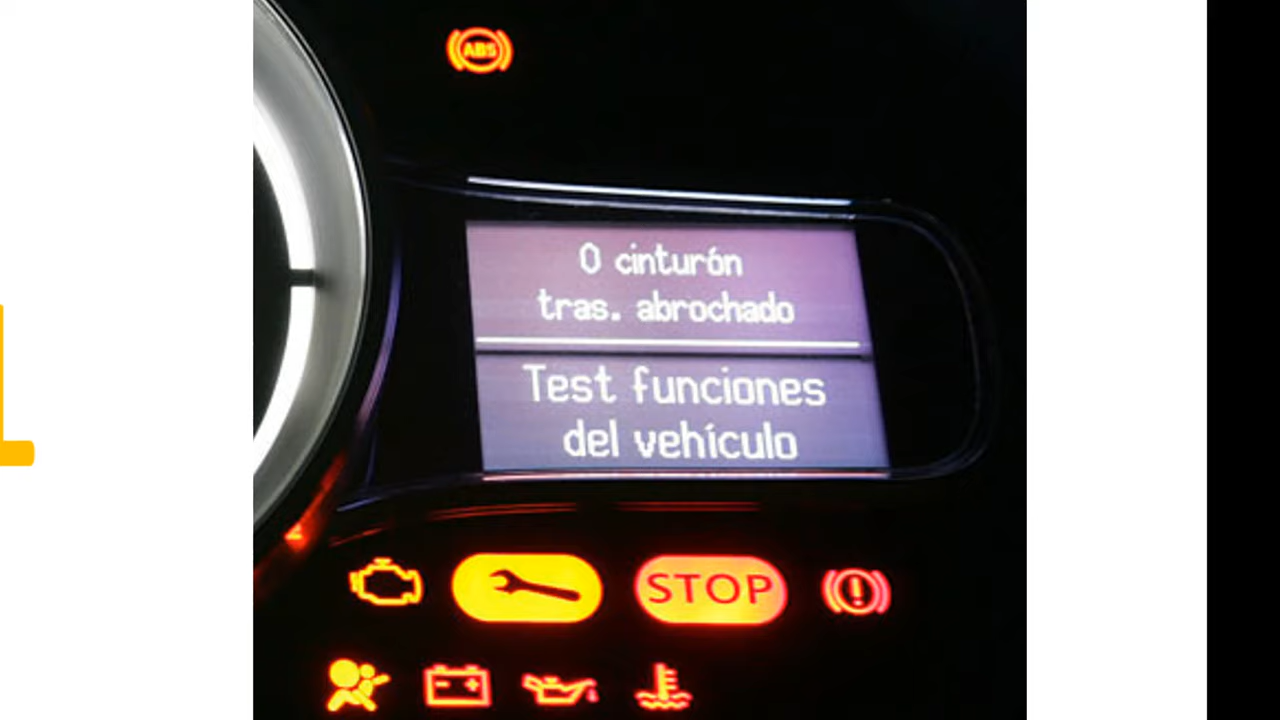 ABS
0 cinturón
tras. abrochado
Test funciones
del vehículo
STOP